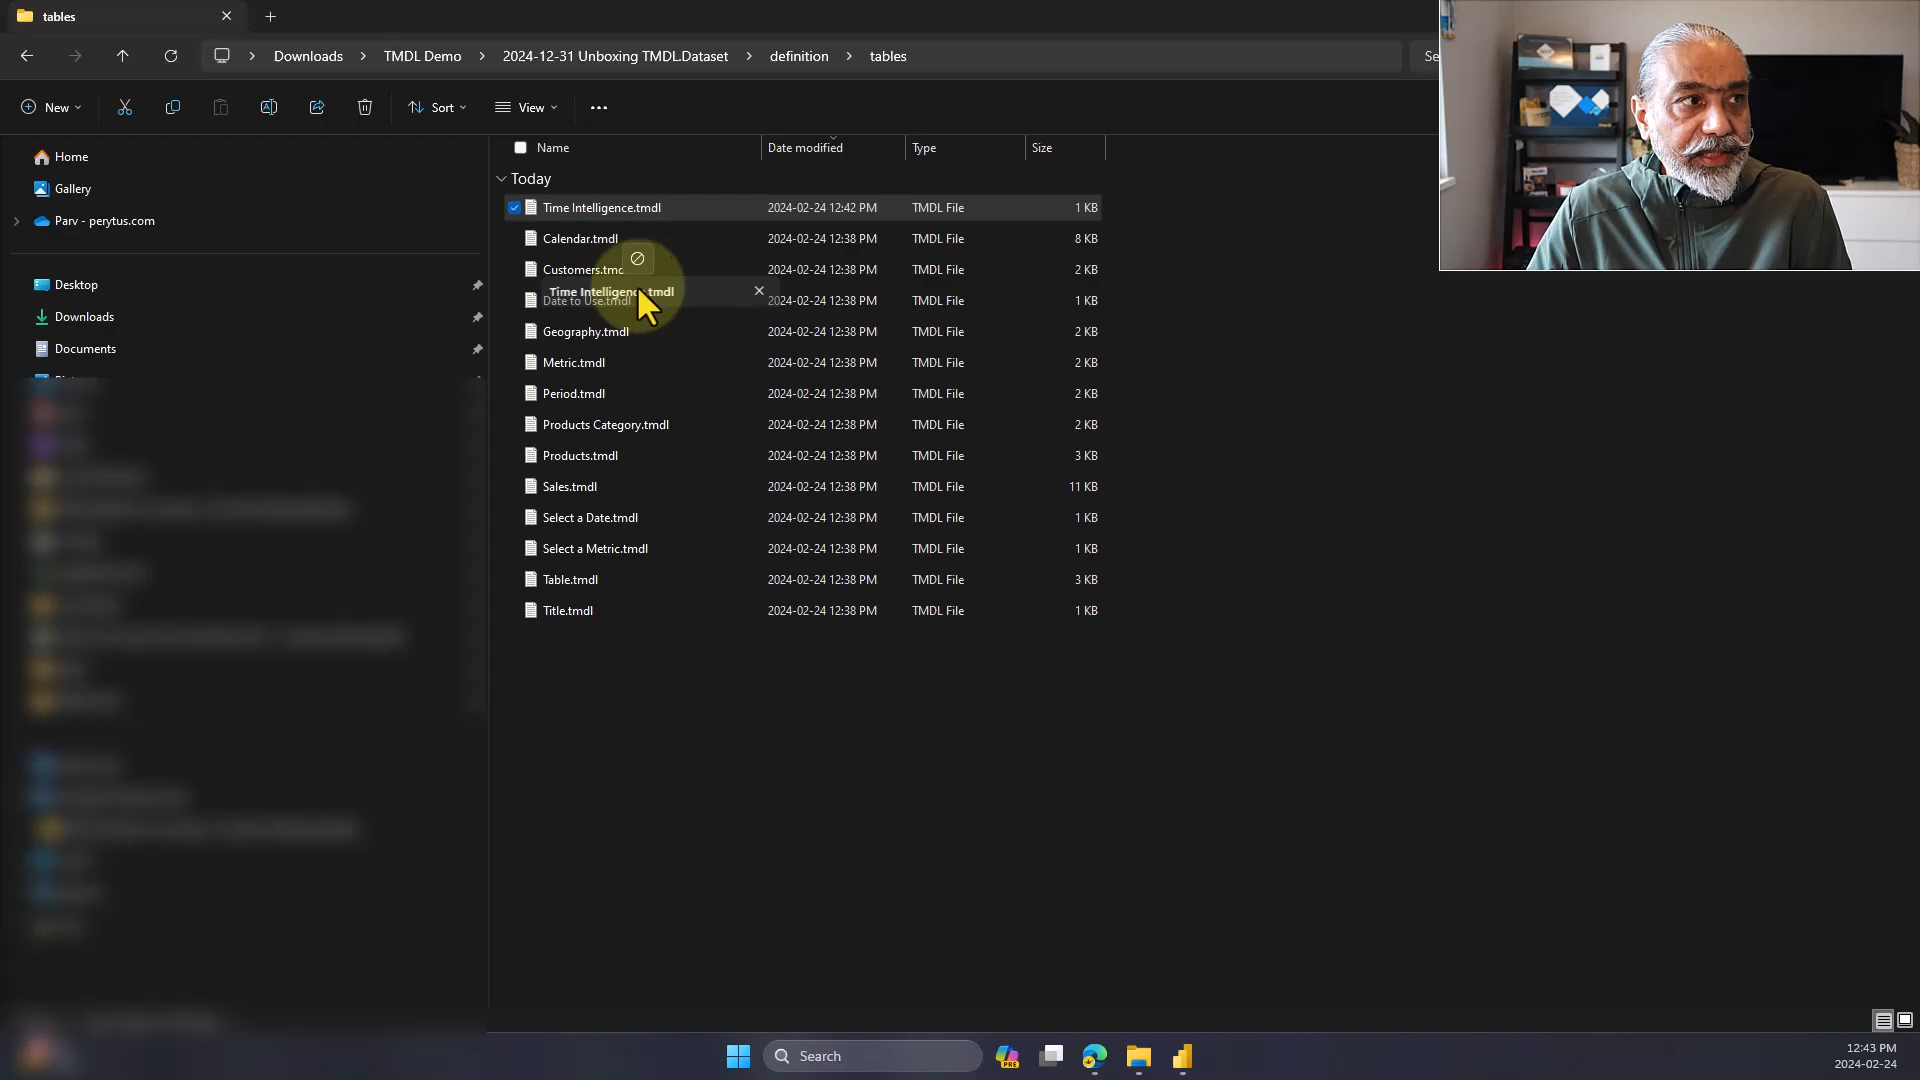 tables
Downloads > TMDL Demo > 2024-12-31 Unboxing TMDL.Dataset > definition > tables
Se
New
Sort
View
Home
Gallery
Parv - perytus.com
Desktop
Downloads
Documents
Name Date modified Type Size
Today
Time Intelligence.tmdl 2024-02-24 12:42 PM TMDL File 1 KB
Calendar.tmdl 2024-02-24 12:38 PM TMDL File 8 KB
Customers.tmd 2024-02-24 12:38 PM TMDL File 2 KB
Time Intelligence.tmdl
Date to Use.tmdl 2024-02-24 12:38 PM TMDL File 1 KB
Geography.tmdl 2024-02-24 12:38 PM TMDL File 2 KB
Metric.tmdl 2024-02-24 12:38 PM TMDL File 2 KB
Period.tmdl 2024-02-24 12:38 PM TMDL File 2 KB
Products Category.tmdl 2024-02-24 12:38 PM TMDL File 2 KB
Products.tmdl 2024-02-24 12:38 PM TMDL File 3 KB
Sales.tmdl 2024-02-24 12:38 PM TMDL File 11 KB
Select a Date.tmdl 2024-02-24 12:38 PM TMDL File 1 KB
Select a Metric.tmdl 2024-02-24 12:38 PM TMDL File 1 KB
Table.tmdl 2024-02-24 12:38 PM TMDL File 3 KB
Title.tmdl 2024-02-24 12:38 PM TMDL File 1 KB
Search
PRE
12:43 PM
2024-02-24